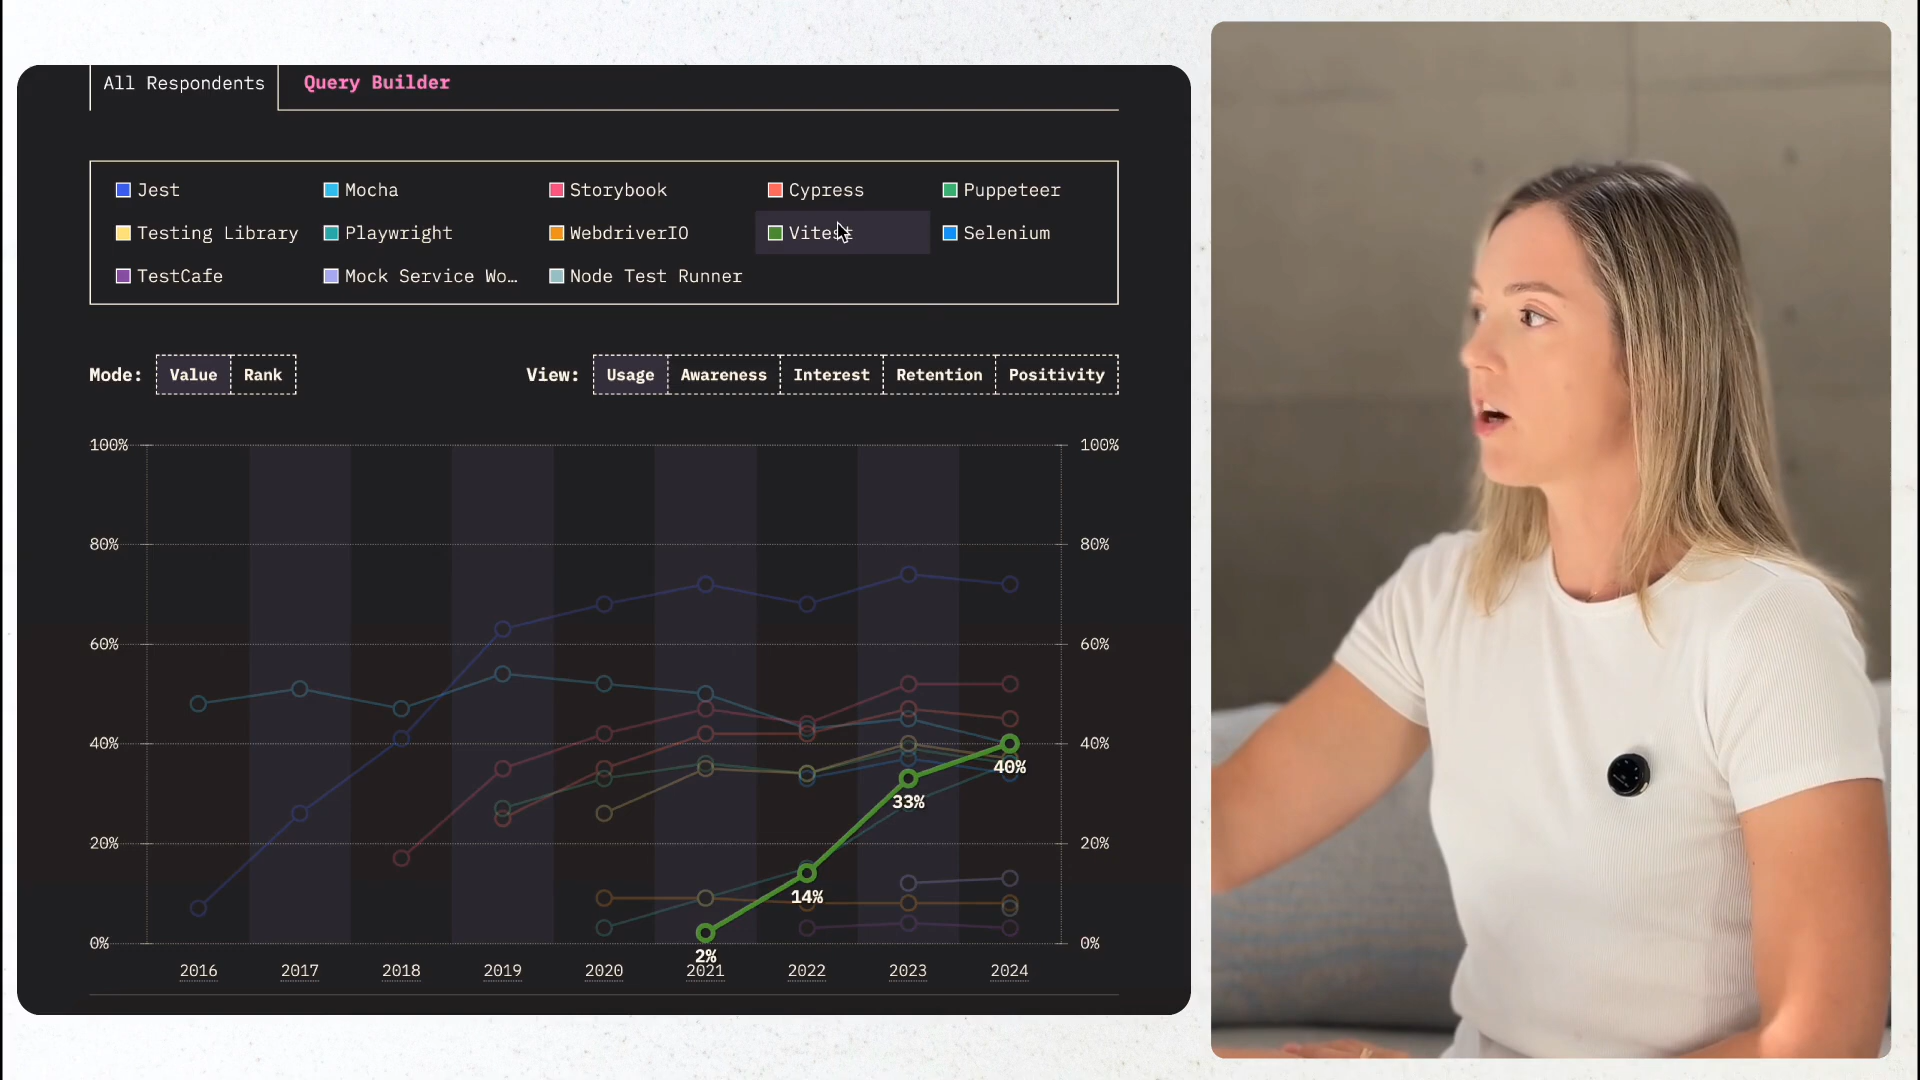 All Respondents Query Builder
Jest Mocha Storybook Cypress Puppeteer
Testing Library Playwright WebdriverIO Vitest Selenium
TestCafe Mock Service Wo… Node Test Runner
Mode: Value Rank View: Usage Awareness Interest Retention Positivity
100% 100%
80% 80%
60% 60%
40% 40%
40%
33%
20% 20%
14%
0% 0%
2%
2016 2017 2018 2019 2020 2021 2022 2023 2024